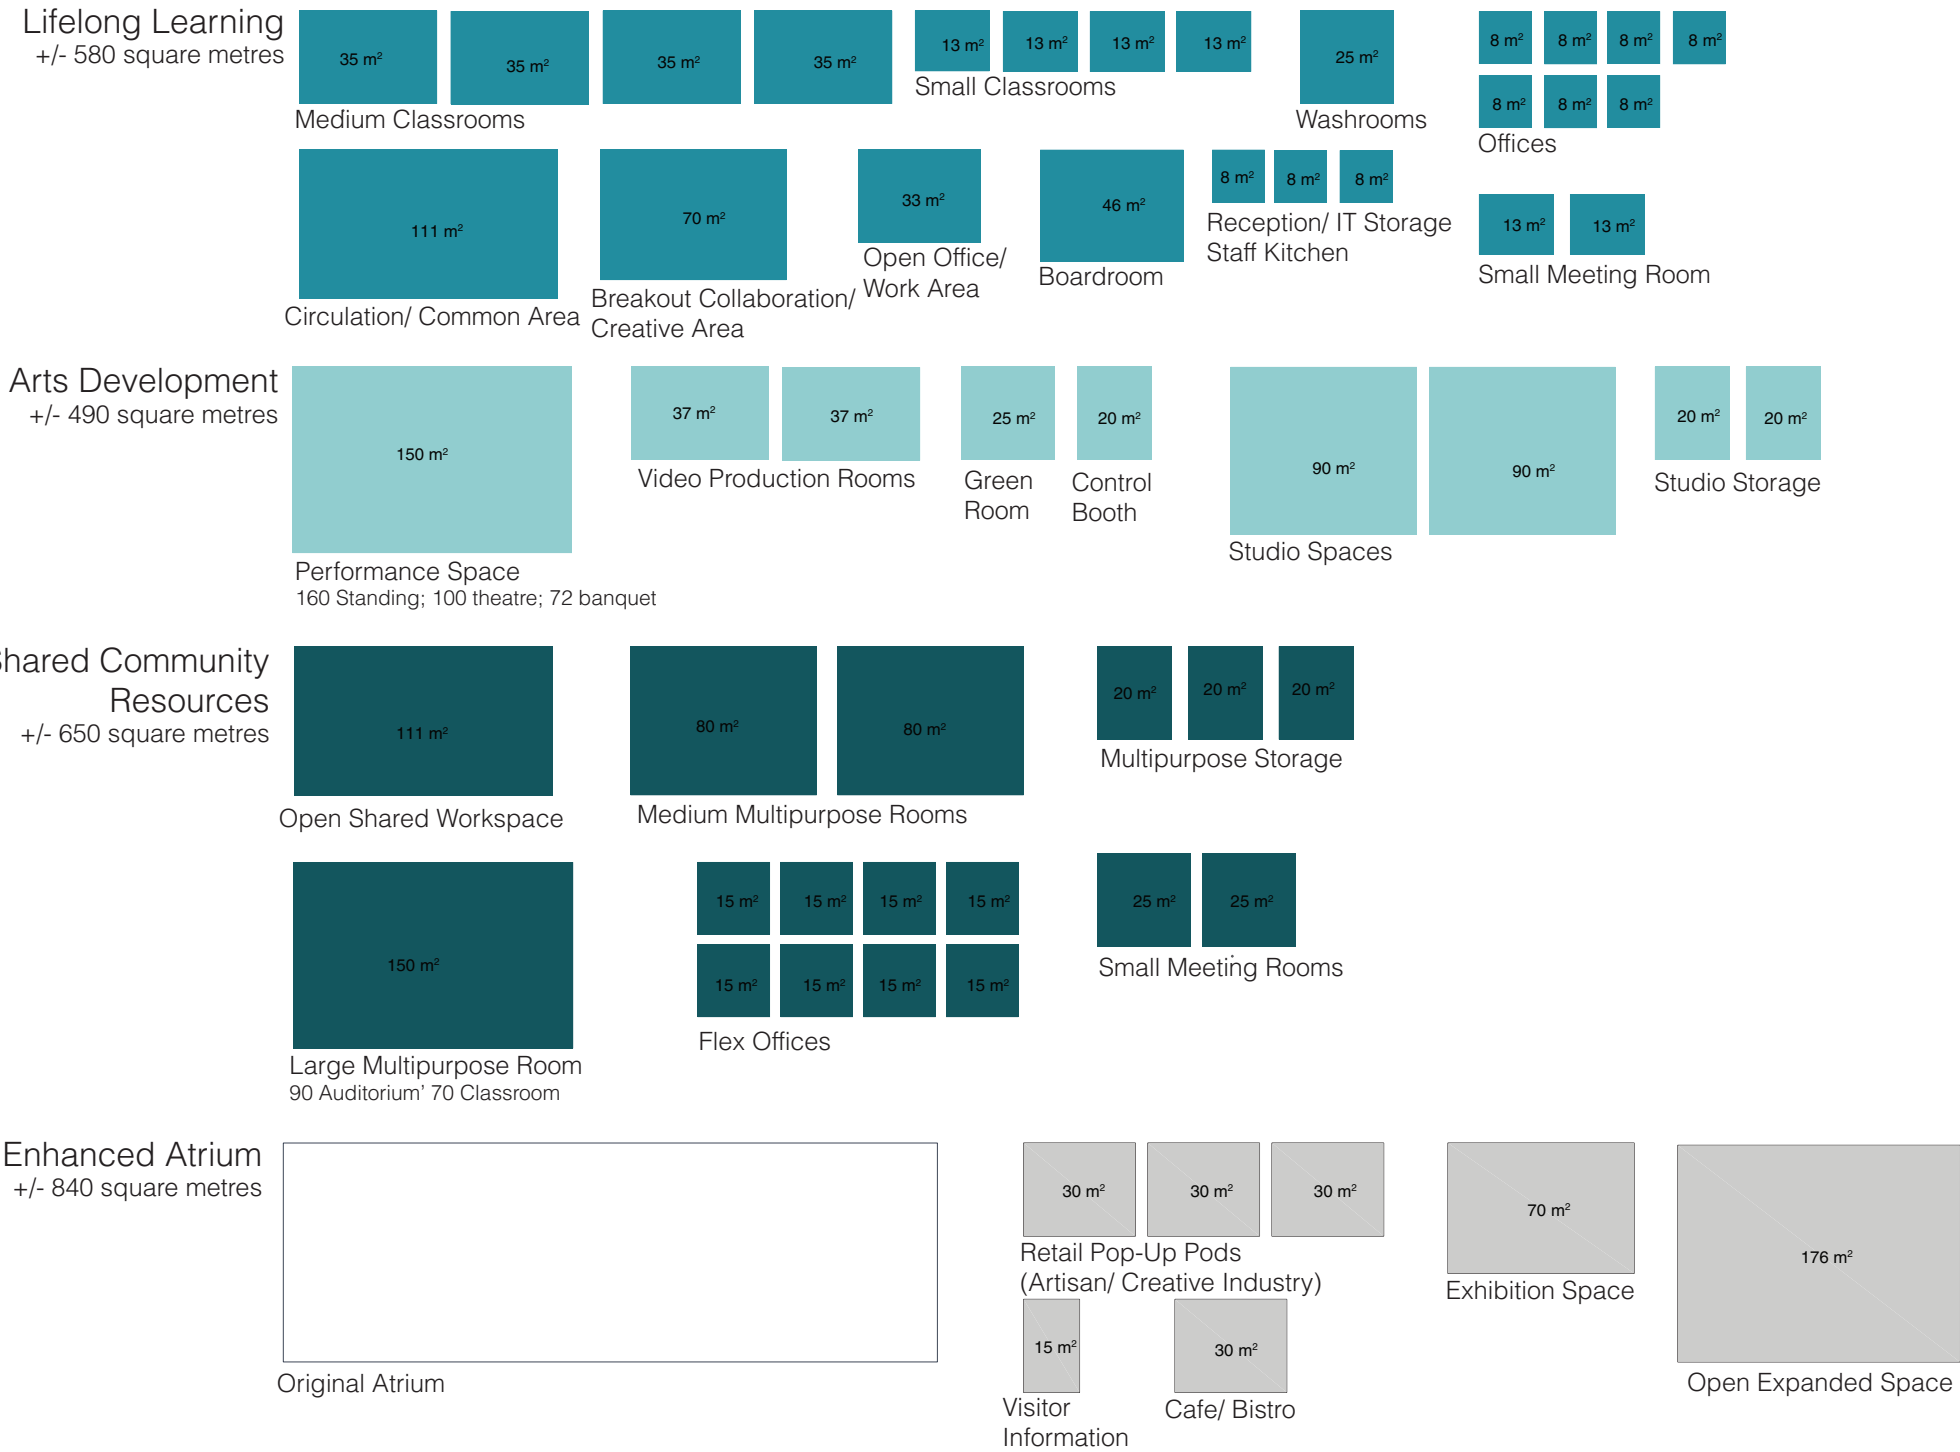 Lifelong Learning
+/- 580 square metres
35 m²
35 m²
35 m²
35 m²
Medium Classrooms
13 m²
13 m²
13 m²
13 m²
Small Classrooms
25 m²
Washrooms
8 m²
8 m²
8 m²
8 m²
8 m²
8 m²
8 m²
Offices
111 m²
Circulation/ Common Area
70 m²
Breakout Collaboration/
Creative Area
33 m²
Open Office/
Work Area
46 m²
Boardroom
8 m²
8 m²
8 m²
Reception/ IT Storage
Staff Kitchen
13 m²
13 m²
Small Meeting Room
Arts Development
+/- 490 square metres
150 m²
Performance Space
160 Standing; 100 theatre; 72 banquet
37 m²
37 m²
Video Production Rooms
25 m²
Green
Room
20 m²
Control
Booth
90 m²
90 m²
Studio Spaces
20 m²
20 m²
Studio Storage
Shared Community
Resources
+/- 650 square metres
111 m²
Open Shared Workspace
80 m²
80 m²
Medium Multipurpose Rooms
20 m²
20 m²
20 m²
Multipurpose Storage
150 m²
Large Multipurpose Room
90 Auditorium’ 70 Classroom
15 m²
15 m²
15 m²
15 m²
15 m²
15 m²
15 m²
15 m²
Flex Offices
25 m²
25 m²
Small Meeting Rooms
Enhanced Atrium
+/- 840 square metres
Original Atrium
30 m²
30 m²
30 m²
Retail Pop-Up Pods
(Artisan/ Creative Industry)
15 m²
Visitor
Information
30 m²
Cafe/ Bistro
70 m²
Exhibition Space
176 m²
Open Expanded Space